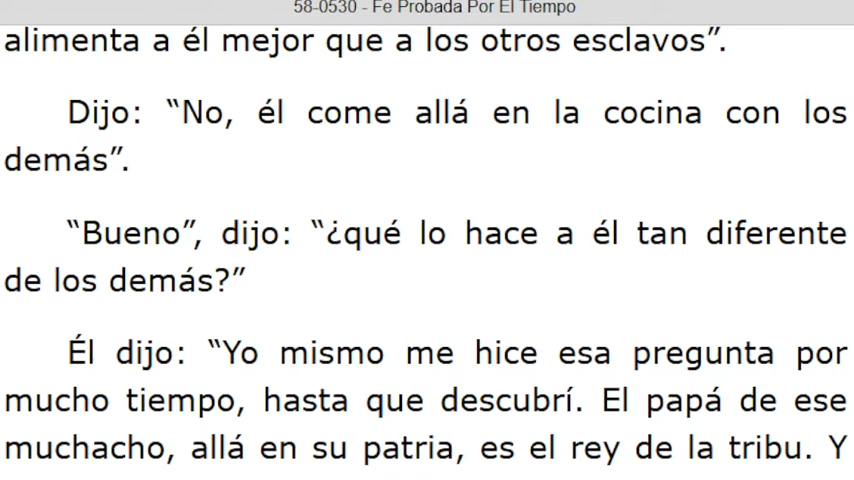 58-0530 - Fe Probada Por El Tiempo
alimenta a él mejor que a los otros esclavos”.
Dijo: “No, él come allá en la cocina con los
demás”.
“Bueno”, dijo: “¿qué lo hace a él tan diferente
de los demás?”
Él dijo: “Yo mismo me hice esa pregunta por
mucho tiempo, hasta que descubrí. El papá de ese
muchacho, allá en su patria, es el rey de la tribu. Y